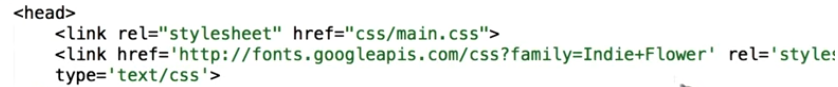 <head>
<link rel="stylesheet" href="css/main.css">
<link href='http://fonts.googleapis.com/css?family=Indie+Flower' rel='styles
type='text/css'>